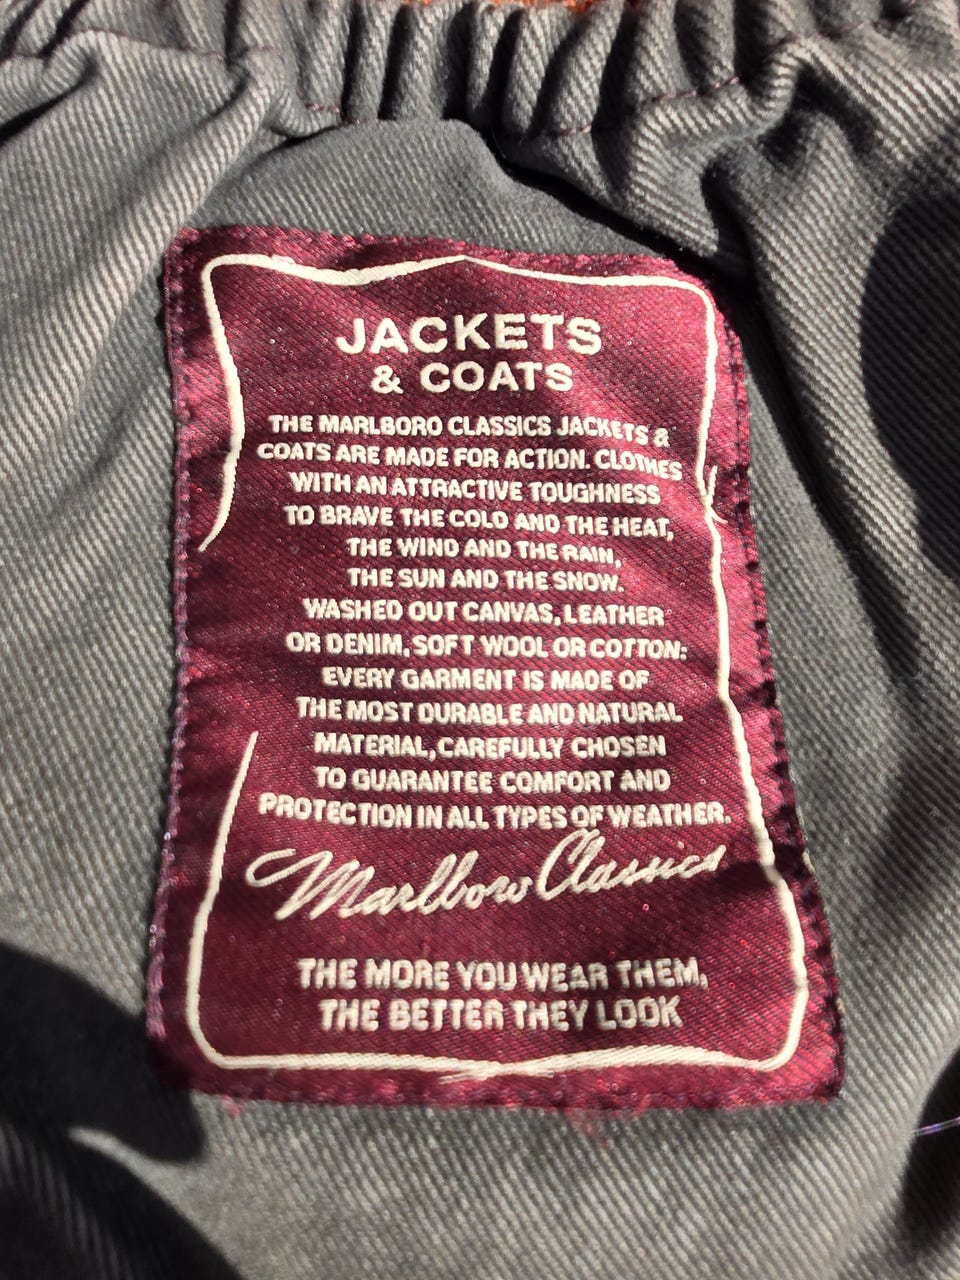 JACKETS
& COATS
THE MARLBORO CLASSICS JACKETS &
COATS ARE MADE FOR ACTION. CLOTHES
WITH AN ATTRACTIVE TOUGHNESS
TO BRAVE THE COLD AND THE HEAT,
THE WIND AND THE RAIN,
THE SUN AND THE SNOW.
WASHED OUT CANVAS, LEATHER
OR DENIM, SOFT WOOL OR COTTON:
EVERY GARMENT IS MADE OF
THE MOST DURABLE AND NATURAL
MATERIAL, CAREFULLY CHOSEN
TO GUARANTEE COMFORT AND
PROTECTION IN ALL TYPES OF WEATHER.
Marlboro Classics
THE MORE YOU WEAR THEM,
THE BETTER THEY LOOK